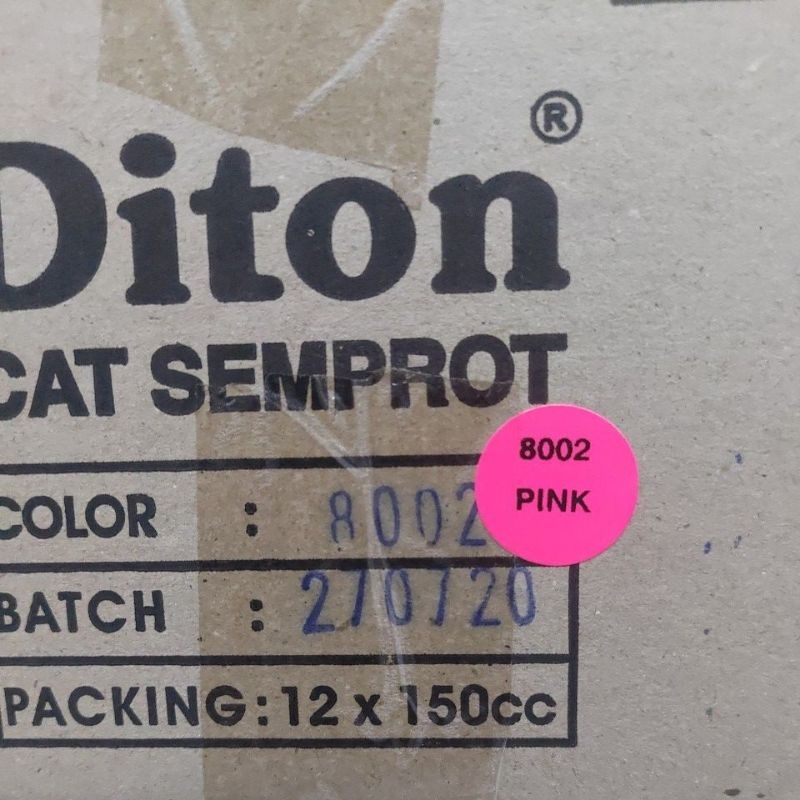 Diton ®
CAT SEMPROT
8002
PINK
COLOR : 8002
BATCH : 270720
PACKING : 12 x 150cc